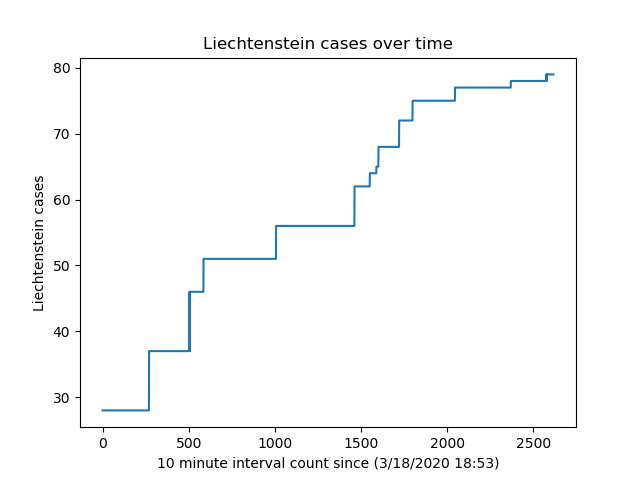 Liechtenstein cases over time
80
70
60
50
40
30
Liechtenstein cases
0 500 1000 1500 2000 2500
10 minute interval count since (3/18/2020 18:53)